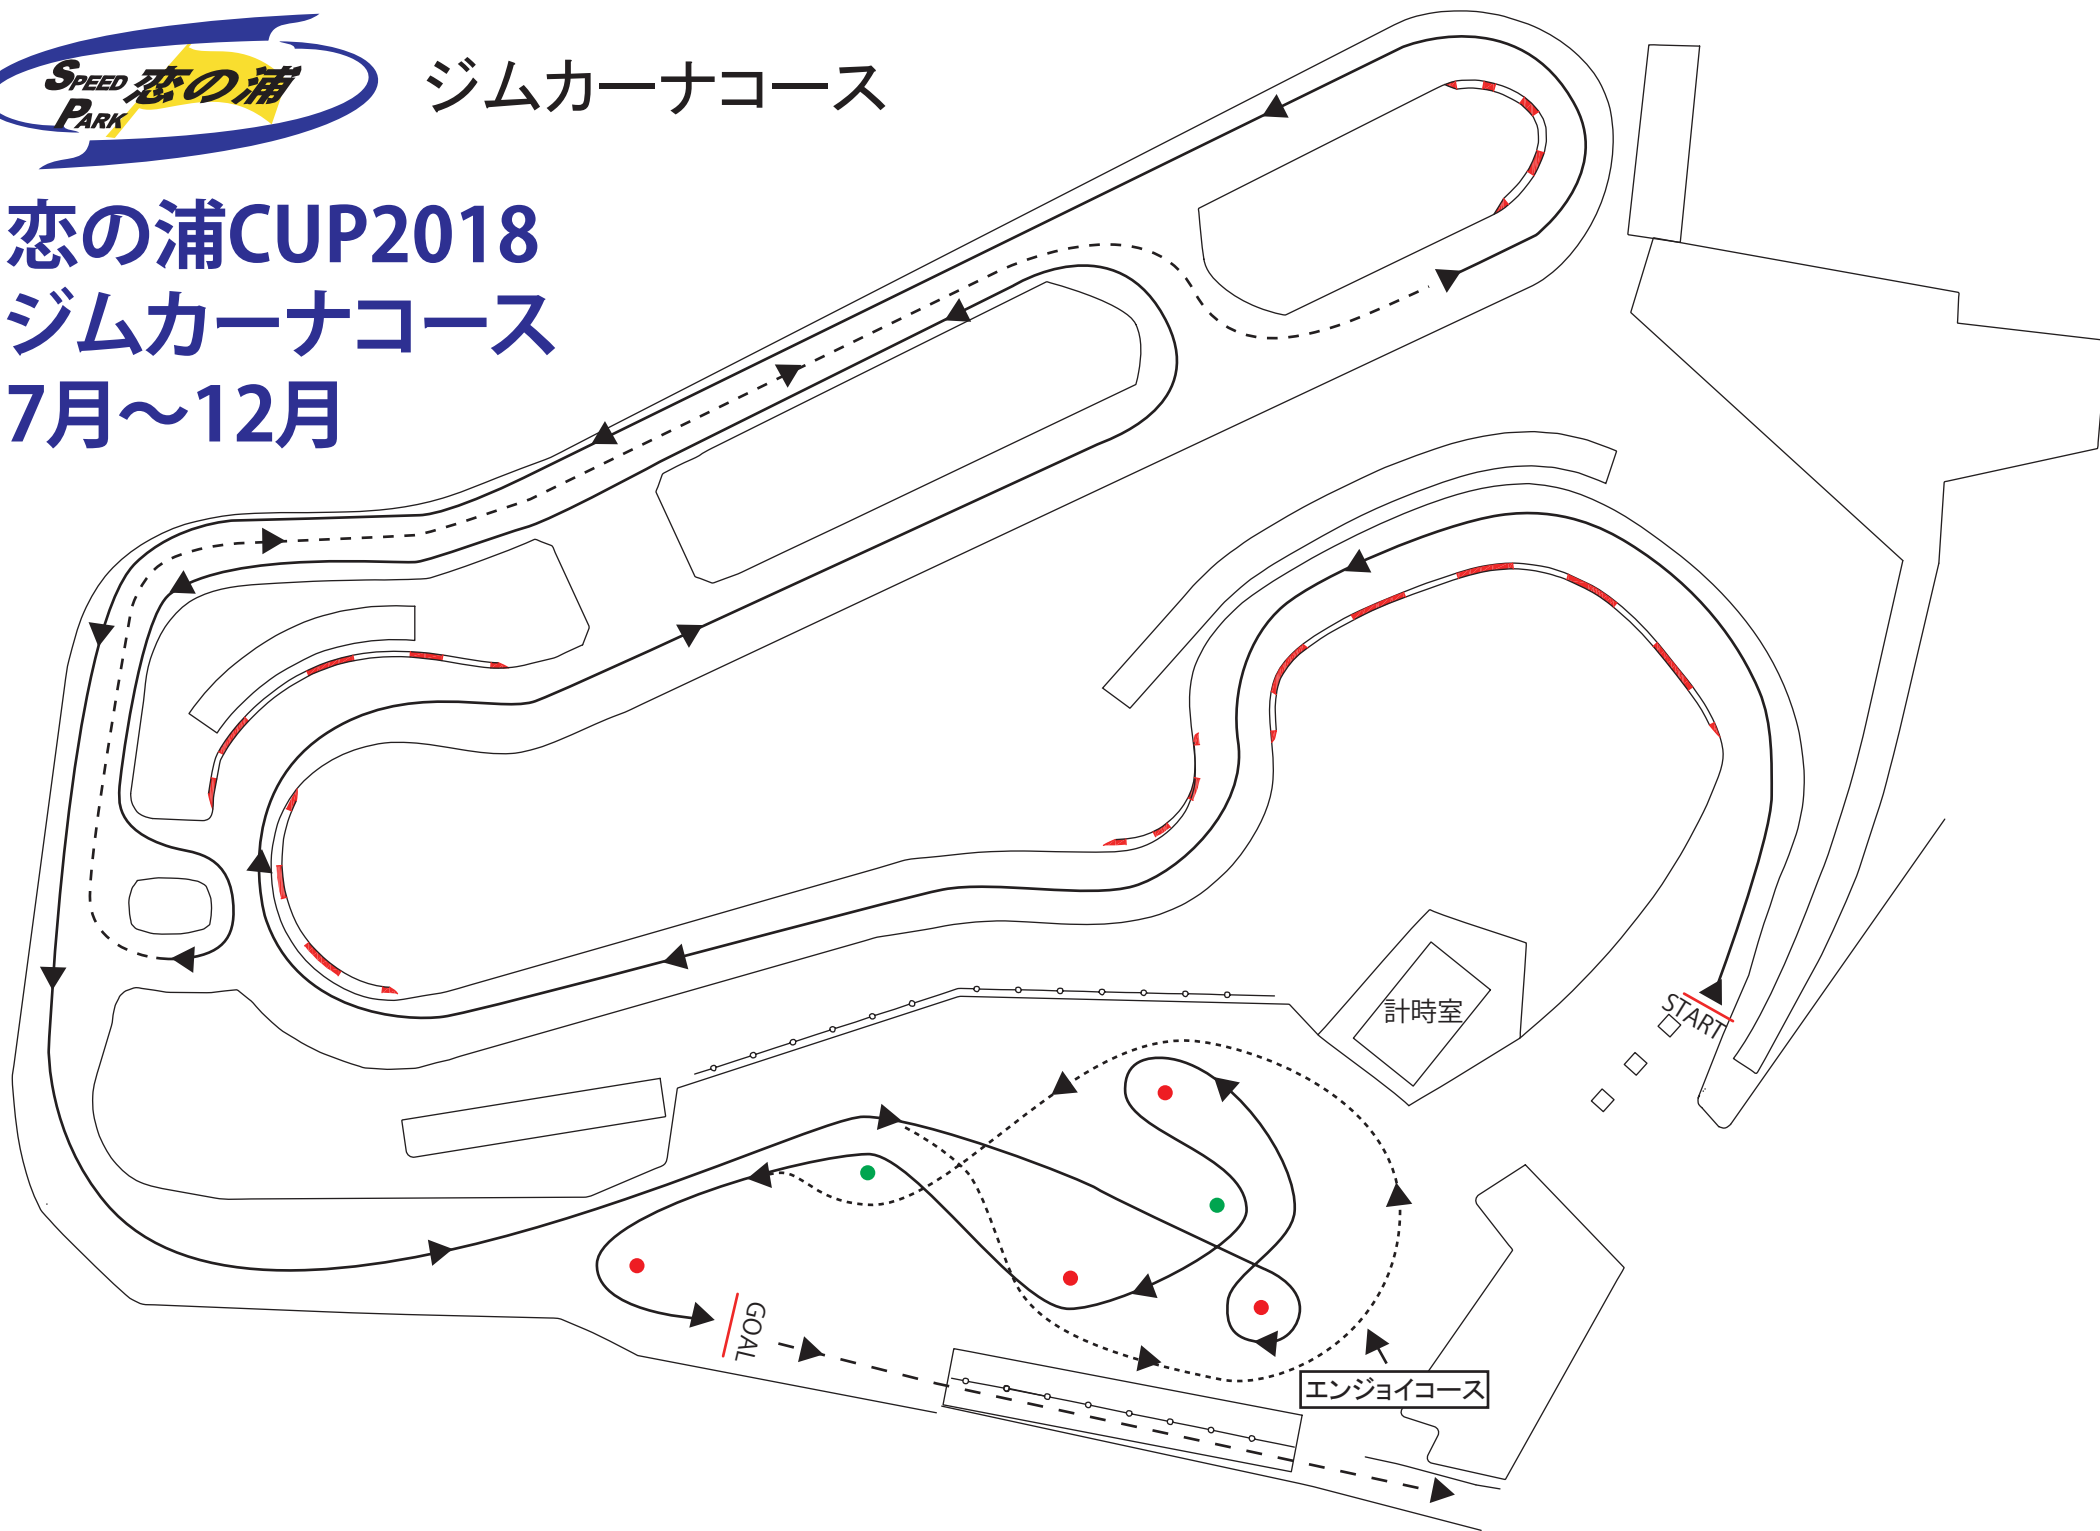 SPEED PARK 恋の浦
ジムカーナコース
恋の浦CUP2018
ジムカーナコース
7月～12月
計時室
START
GOAL
エンジョイコース